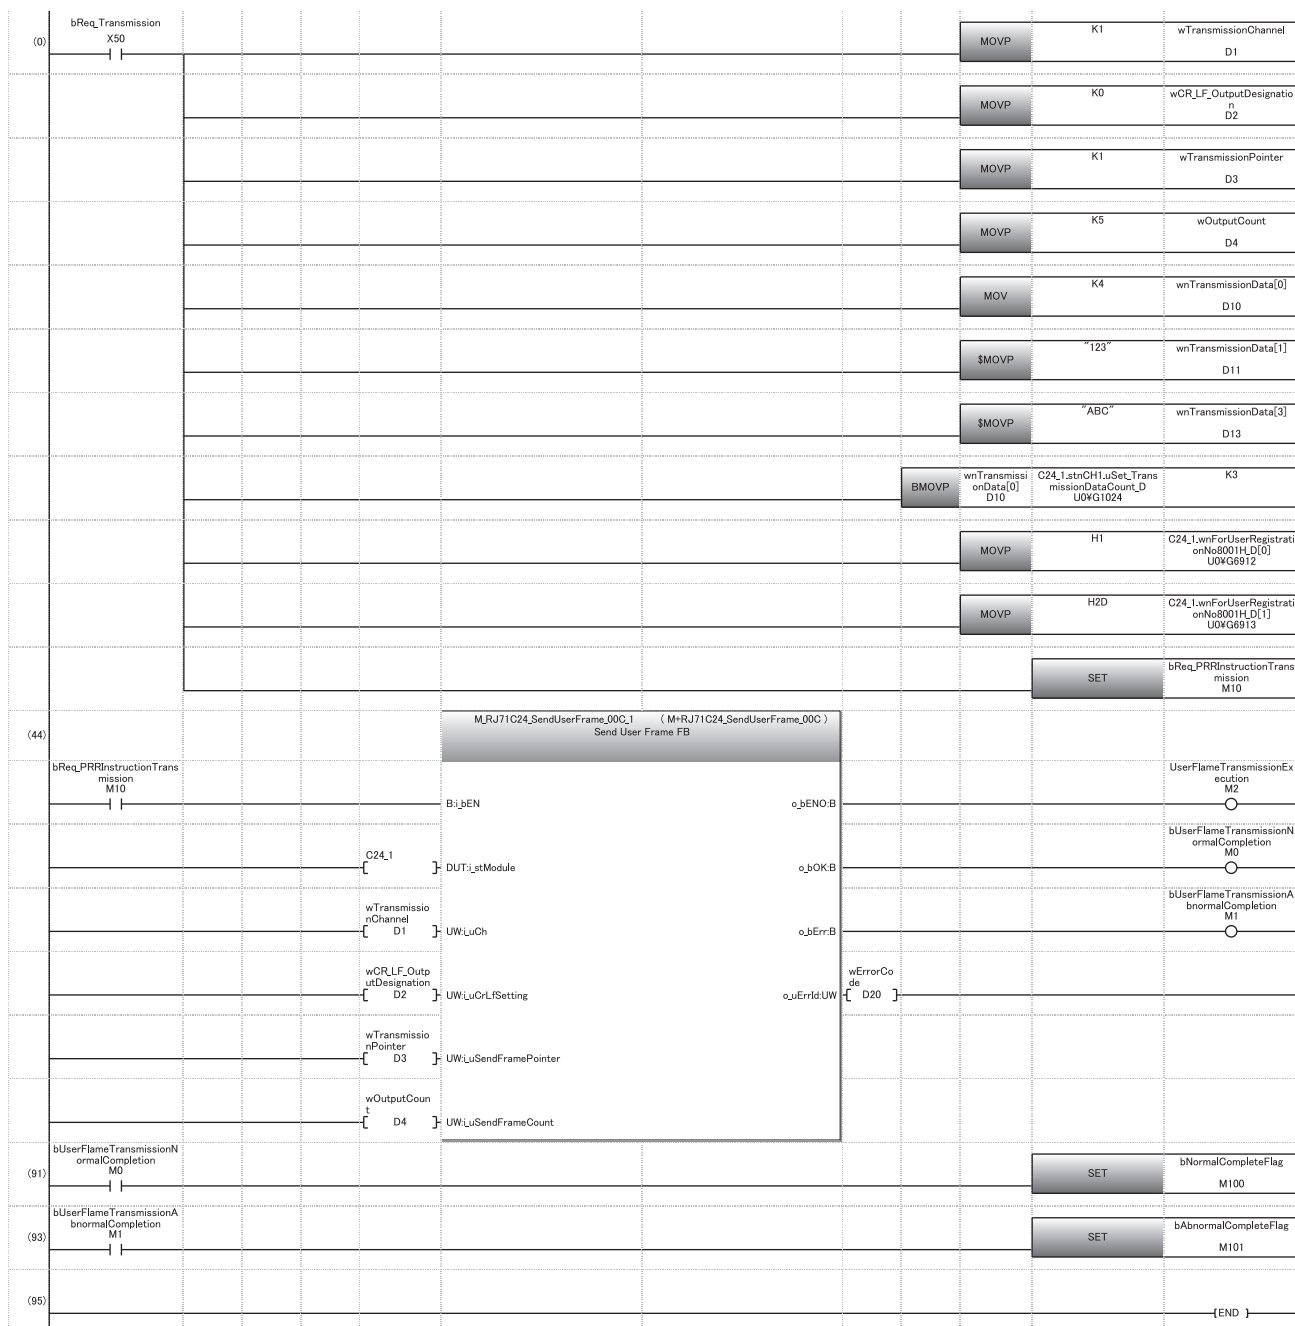 bReq_Transmission
(0)
X50
MOVP
K1
wTransmissionChannel
D1
MOVP
K0
wCR_LF_OutputDesignatio
n
D2
MOVP
K1
wTransmissionPointer
D3
MOVP
K5
wOutputCount
D4
MOV
K4
wnTransmissionData[0]
D10
$MOVP
"123"
wnTransmissionData[1]
D11
$MOVP
"ABC"
wnTransmissionData[3]
D13
BMOVP
wnTransmissi
onData[0]
D10
C24_1.stnCH1.uSet_Trans
missionDataCount_D
U0¥G1024
K3
MOVP
H1
C24_1.wnForUserRegistrati
onNo8001H_D[0]
U0¥G6912
MOVP
H2D
C24_1.wnForUserRegistrati
onNo8001H_D[1]
U0¥G6913
SET
bReq_PRRInstructionTrans
mission
M10
(44)
M_RJ71C24_SendUserFrame_00C_1 ( M+RJ71C24_SendUserFrame_00C )
Send User Frame FB
bReq_PRRInstructionTrans
mission
M10
B:i_bEN
o_bENO:B
UserFlameTransmissionEx
ecution
M2
C24_1
DUT:i_stModule
o_bOK:B
bUserFlameTransmissionN
ormalCompletion
M0
wTransmissio
nChannel
D1
UW:i_uCh
o_bErr:B
bUserFlameTransmissionA
bnormalCompletion
M1
wCR_LF_Outp
utDesignation
D2
UW:i_uCrLfSetting
o_uErrId:UW
wErrorCo
de
D20
wTransmissio
nPointer
D3
UW:i_uSendFramePointer
wOutputCoun
t
D4
UW:i_uSendFrameCount
(91)
bUserFlameTransmissionN
ormalCompletion
M0
SET
bNormalCompleteFlag
M100
(93)
bUserFlameTransmissionA
bnormalCompletion
M1
SET
bAbnormalCompleteFlag
M101
(95)
END